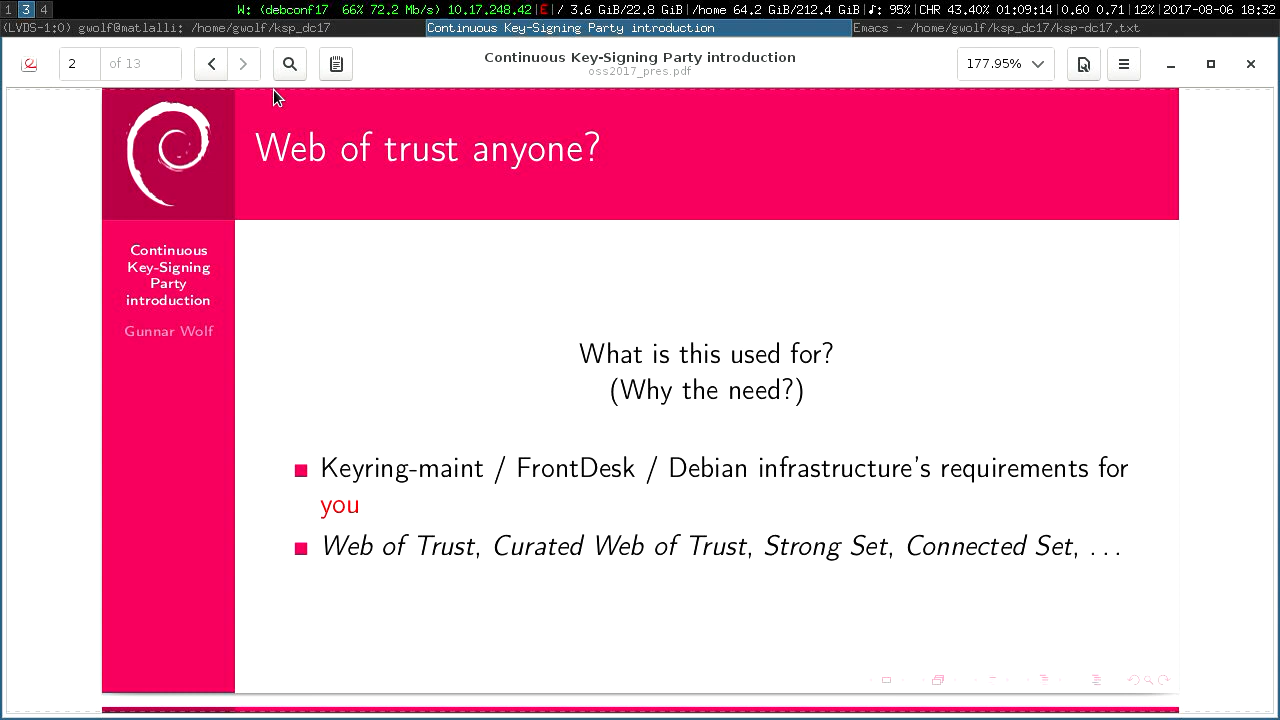 1 3 4
W: (debconf17 66% 72.2 Mb/s) 10.17.248.42|E|/ 3.6 GiB/22.8 GiB|/home 64.2 GiB/212.4 GiB|♪: 95%|CHR 43.40% 01:09:14|0.60 0.71|12%|2017-08-06 18:32
(LVDS-1:0) gwolf@matlalli: /home/gwolf/ksp_dc17
Continuous Key-Signing Party introduction
Emacs - /home/gwolf/ksp_dc17/ksp-dc17.txt
2 of 13
Continuous Key-Signing Party introduction
oss2017_pres.pdf
177.95%
Web of trust anyone?
Continuous
Key-Signing
Party
introduction
Gunnar Wolf
What is this used for?
(Why the need?)
Keyring-maint / FrontDesk / Debian infrastructure's requirements for
you
Web of Trust, Curated Web of Trust, Strong Set, Connected Set, ...